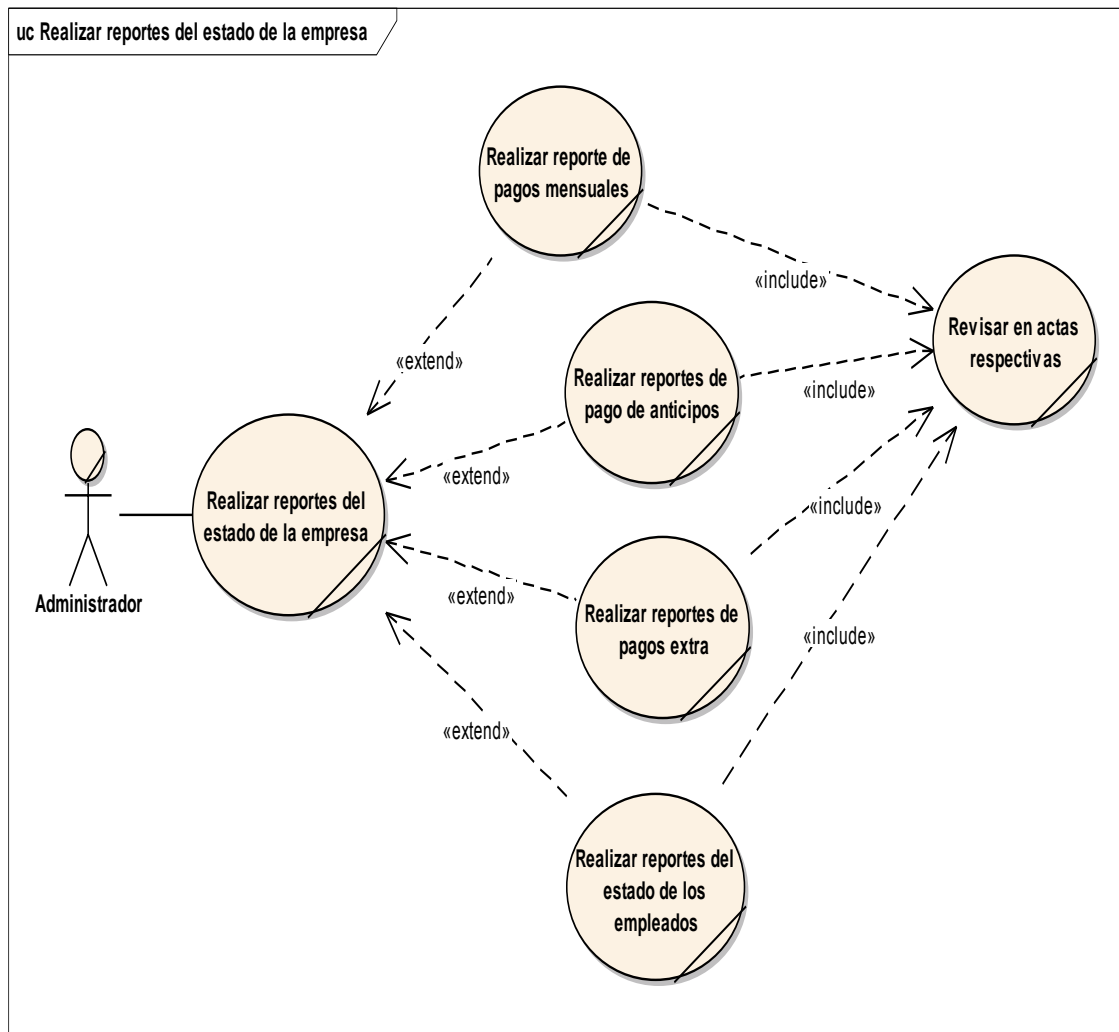 uc Realizar reportes del estado de la empresa
Realizar reporte de
pagos mensuales
«include»
Revisar en actas
respectivas
«extend»
Realizar reportes de
pago de anticipos
«include»
«extend»
Realizar reportes del
estado de la empresa
Administrador
«include»
«extend»
Realizar reportes de
pagos extra
«include»
«extend»
Realizar reportes del
estado de los
empleados